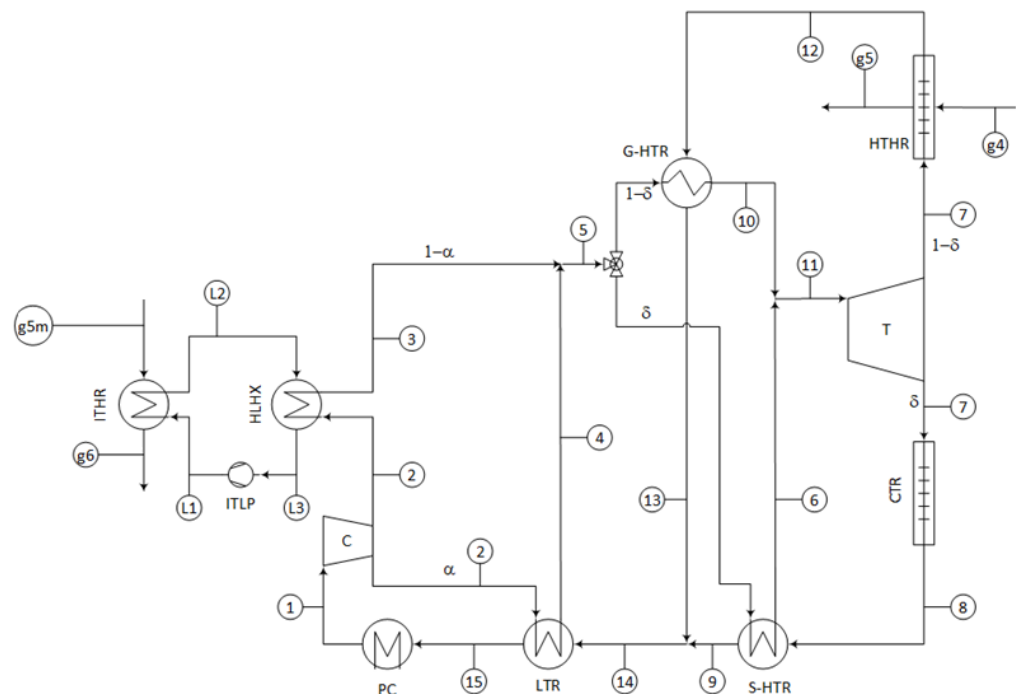 12
g5
g4
HTHR
G-HTR
1−δ
10
7
1−δ
5
11
1−α
L2
g5m
3
δ
T
ITHR
HLHX
δ
7
4
g6
2
L1
ITLP
L3
13
6
CTR
C
2
α
1
8
PC
15
LTR
14
9
S-HTR